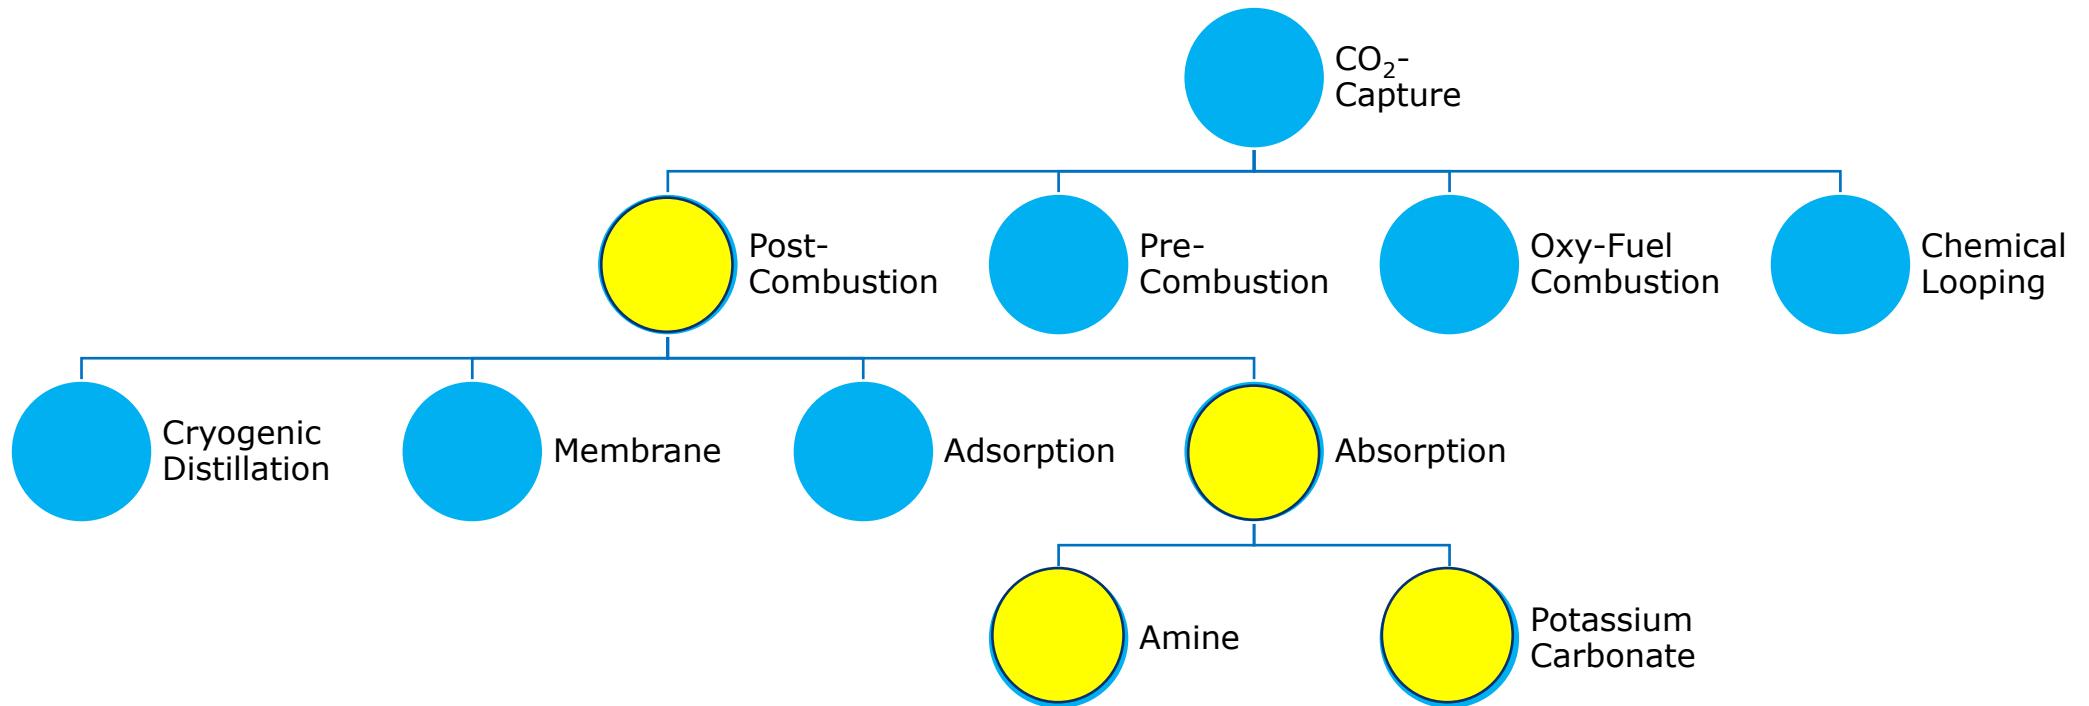 CO₂-
Capture
Post-
Combustion
Pre-
Combustion
Oxy-Fuel
Combustion
Chemical
Looping
Cryogenic
Distillation
Membrane
Adsorption
Absorption
Amine
Potassium
Carbonate